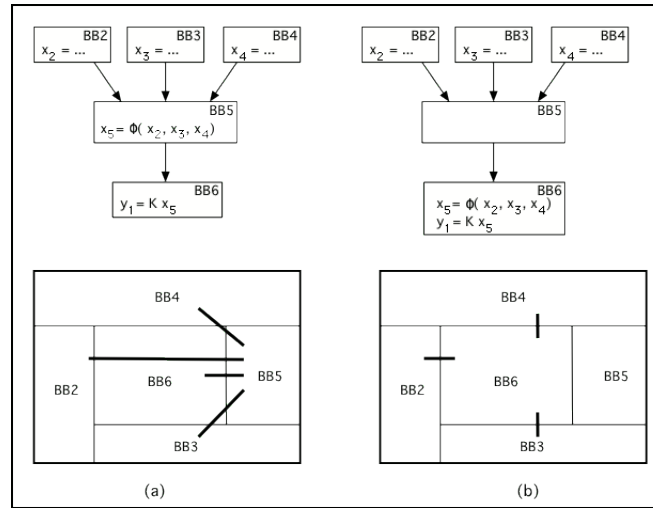 BB2 BB3 BB4
x2 = ... x3 = ... x4 = ...
BB5
x5 = Φ( x2, x3, x4)
BB6
y1 = K x5
BB2 BB3 BB4
x2 = ... x3 = ... x4 = ...
BB5
BB6
x5 = Φ( x2, x3, x4)
y1 = K x5
BB4
BB2
BB6
BB5
BB3
BB4
BB2
BB6
BB5
BB3
(a)
(b)